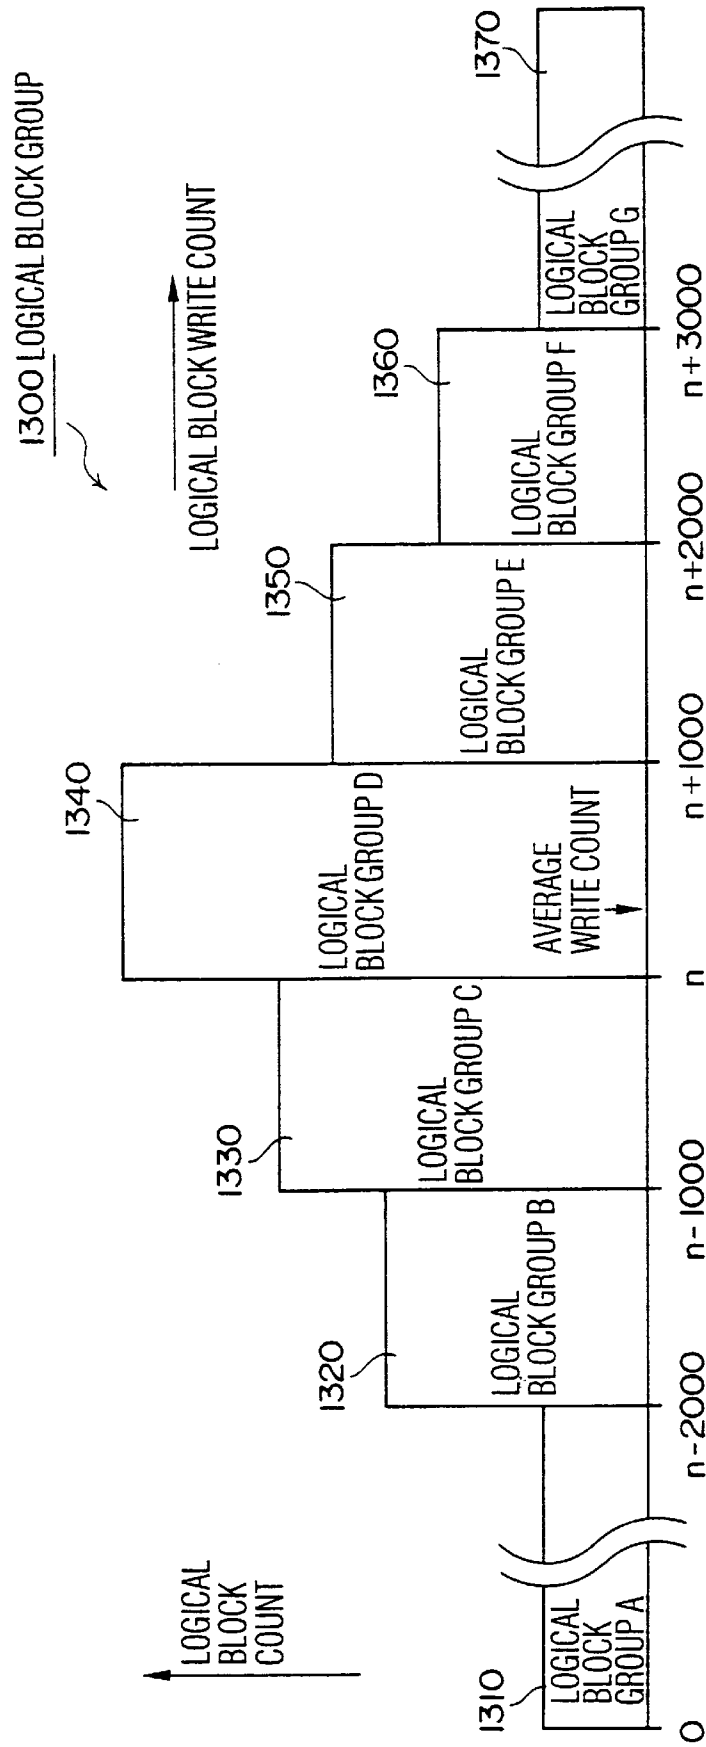 1300 LOGICAL BLOCK GROUP
LOGICAL BLOCK WRITE COUNT
LOGICAL
BLOCK
COUNT
1310
LOGICAL
BLOCK
GROUP A
1320
LOGICAL
BLOCK GROUP B
1330
LOGICAL
BLOCK GROUP C
1340
LOGICAL
BLOCK GROUP D
AVERAGE
WRITE COUNT
1350
LOGICAL
BLOCK GROUP E
1360
LOGICAL
BLOCK GROUP F
1370
LOGICAL
BLOCK
GROUP G
0
n-2000
n-1000
n
n+1000
n+2000
n+3000